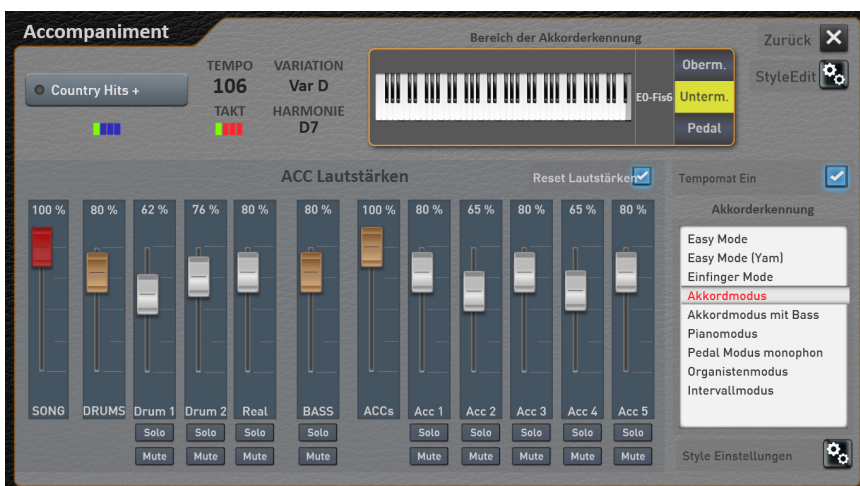 Accompaniment
Bereich der Akkorderkennung
Zurück
Country Hits +
TEMPO
106
VARIATION
Var D
TAKT
HARMONIE
D7
E0-Fis6
Oberm.
Unterm.
Pedal
StyleEdit
ACC Lautstärken
Reset Lautstärken
Tempomat Ein
100 % 80 % 62 % 76 % 80 % 80 % 100 % 80 % 65 % 80 % 65 % 80 %
SONG DRUMS Drum 1 Drum 2 Real BASS ACCs Acc 1 Acc 2 Acc 3 Acc 4 Acc 5
Solo Solo Solo Solo Solo Solo Solo Solo Solo
Mute Mute Mute Mute Mute Mute Mute Mute Mute
Akkorderkennung
Easy Mode
Easy Mode (Yam)
Einfinger Mode
Akkordmodus
Akkordmodus mit Bass
Pianomodus
Pedal Modus monophon
Organistenmodus
Intervallmodus
Style Einstellungen